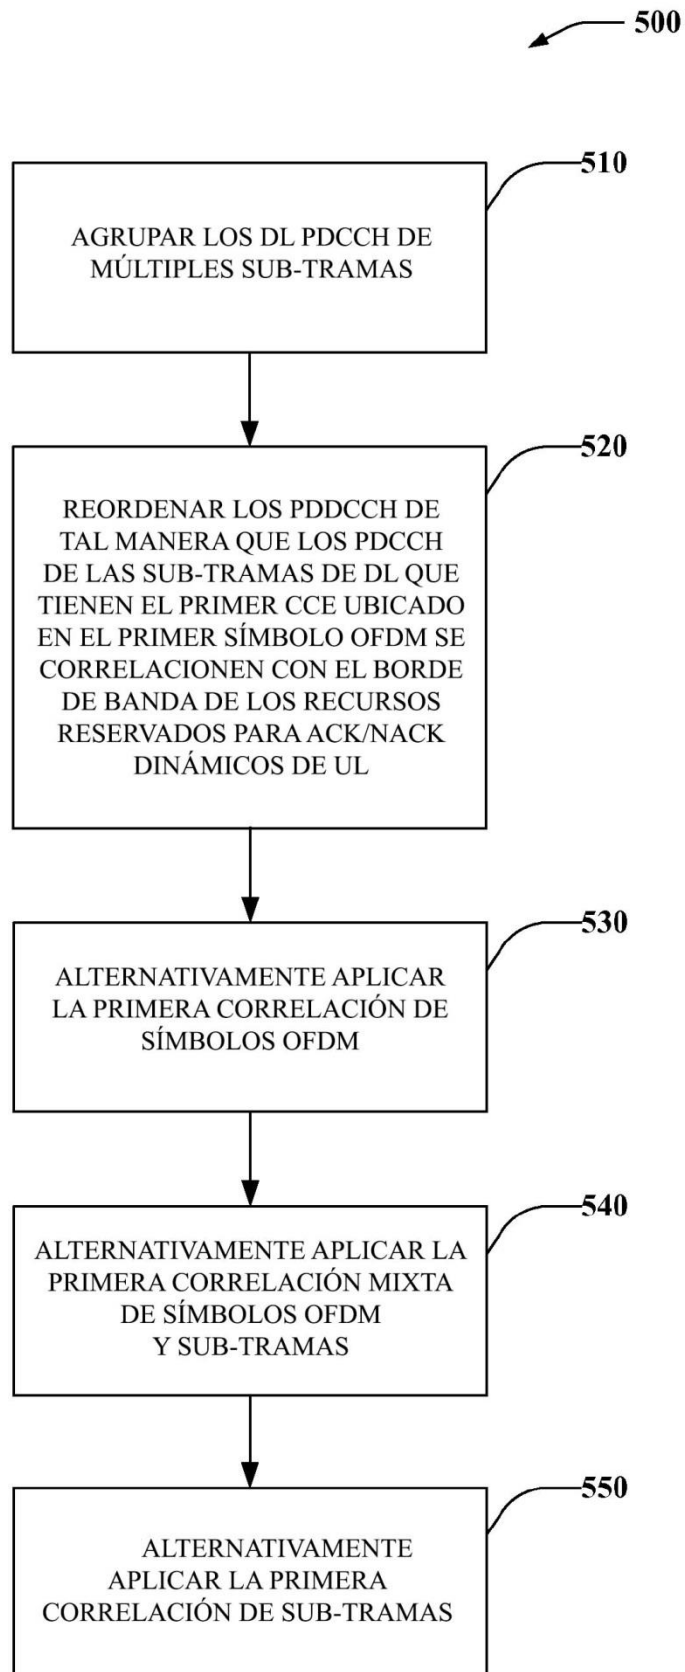 500
510
AGRUPAR LOS DL PDCCH DE
MÚLTIPLES SUB-TRAMAS
520
REORDENAR LOS PDDCCH DE
TAL MANERA QUE LOS PDCCH
DE LAS SUB-TRAMAS DE DL QUE
TIENEN EL PRIMER CCE UBICADO
EN EL PRIMER SÍMBOLO OFDM SE
CORRELACIONEN CON EL BORDE
DE BANDA DE LOS RECURSOS
RESERVADOS PARA ACK/NACK
DINÁMICOS DE UL
530
ALTERNATIVAMENTE APLICAR
LA PRIMERA CORRELACIÓN DE
SÍMBOLOS OFDM
540
ALTERNATIVAMENTE APLICAR LA
PRIMERA CORRELACIÓN MIXTA
DE SÍMBOLOS OFDM
Y SUB-TRAMAS
550
ALTERNATIVAMENTE
APLICAR LA PRIMERA
CORRELACIÓN DE SUB-TRAMAS